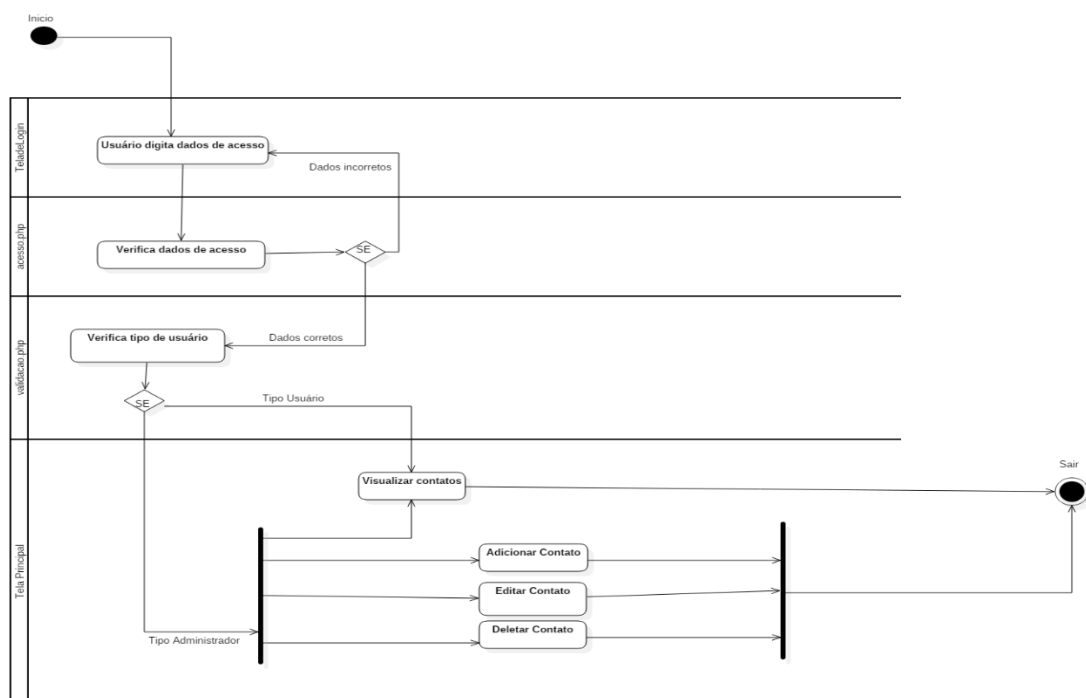 Inicio
TeladeLogin
Usuário digita dados de acesso
Dados incorretos
acesso.php
Verifica dados de acesso
SE
validacao.php
Verifica tipo de usuário
Dados corretos
SE
Tipo Usuário
Tela Principal
Visualizar contatos
Sair
Adicionar Contato
Editar Contato
Deletar Contato
Tipo Administrador